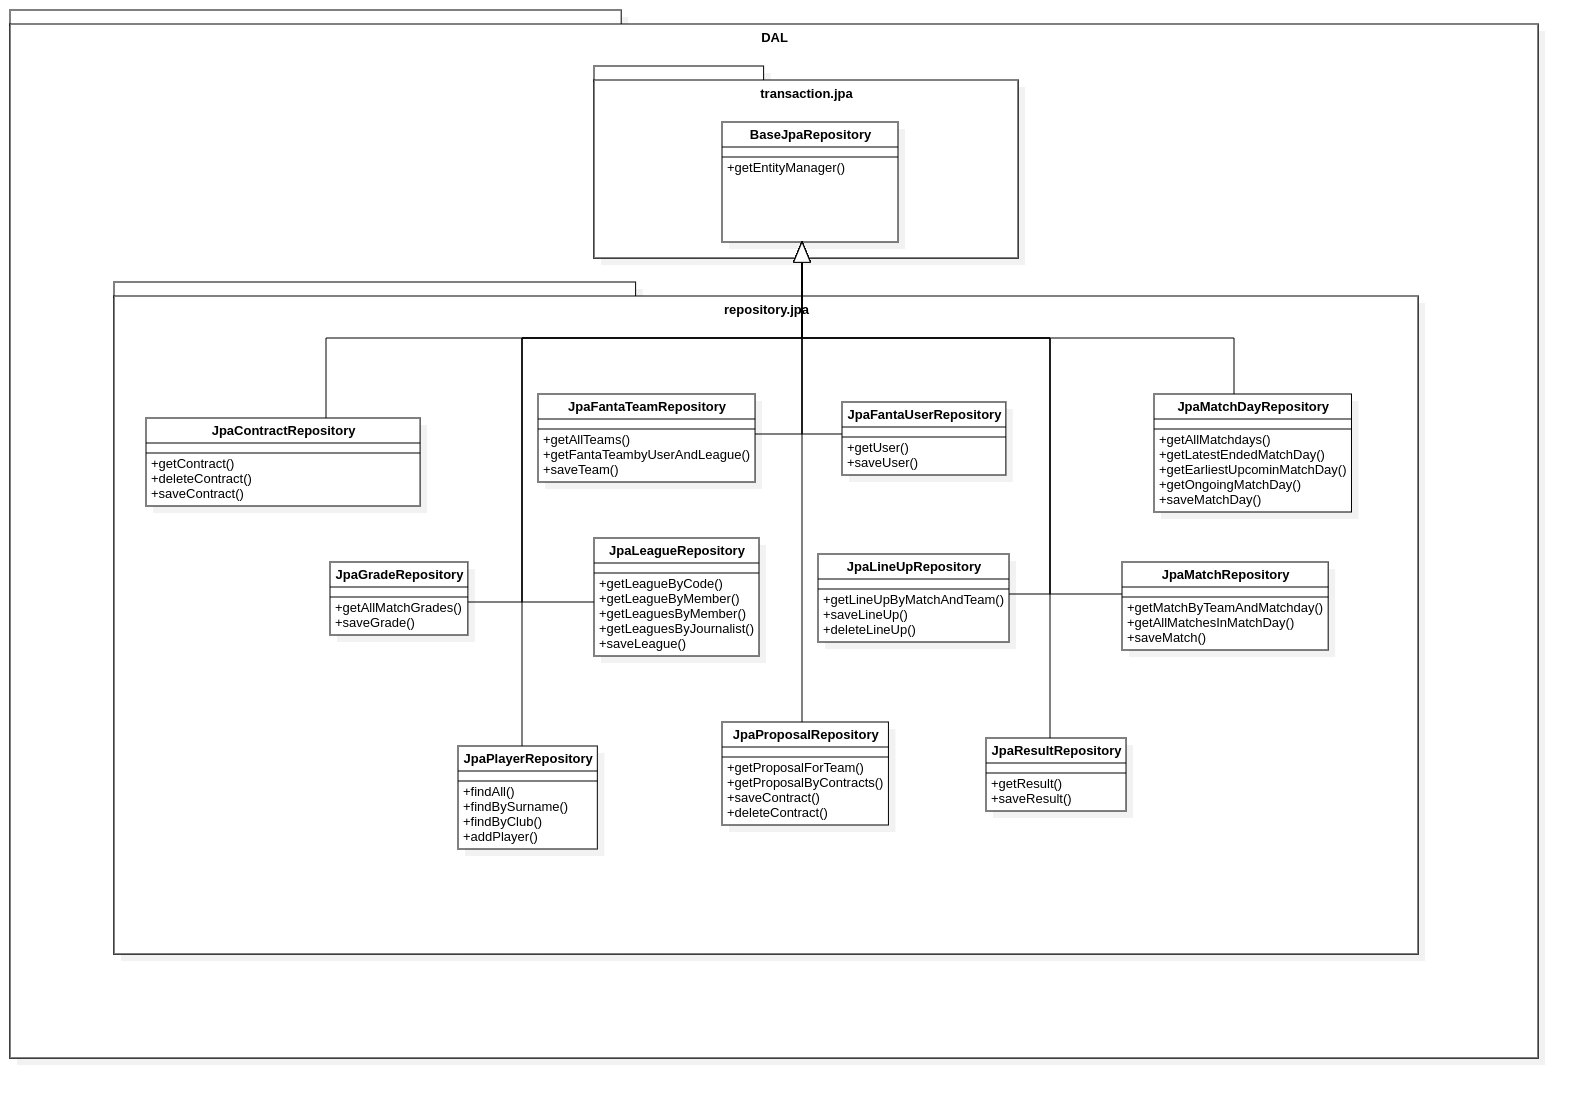 DAL
transaction.jpa
BaseJpaRepository
+getEntityManager()
repository.jpa
JpaContractRepository
+getContract()
+deleteContract()
+saveContract()
JpaFantaTeamRepository
+getAllTeams()
+getFantaTeambyUserAndLeague()
+saveTeam()
JpaFantaUserRepository
+getUser()
+saveUser()
JpaMatchDayRepository
+getAllMatchdays()
+getLatestEndedMatchDay()
+getEarliestUpcominMatchDay()
+getOngoingMatchDay()
+saveMatchDay()
JpaGradeRepository
+getAllMatchGrades()
+saveGrade()
JpaLeagueRepository
+getLeagueByCode()
+getLeagueByMember()
+getLeaguesByMember()
+getLeaguesByJournalist()
+saveLeague()
JpaLineUpRepository
+getLineUpByMatchAndTeam()
+saveLineUp()
+deleteLineUp()
JpaMatchRepository
+getMatchByTeamAndMatchday()
+getAllMatchesInMatchDay()
+saveMatch()
JpaPlayerRepository
+findAll()
+findBySurname()
+findByClub()
+addPlayer()
JpaProposalRepository
+getProposalForTeam()
+getProposalByContracts()
+saveContract()
+deleteContract()
JpaResultRepository
+getResult()
+saveResult()